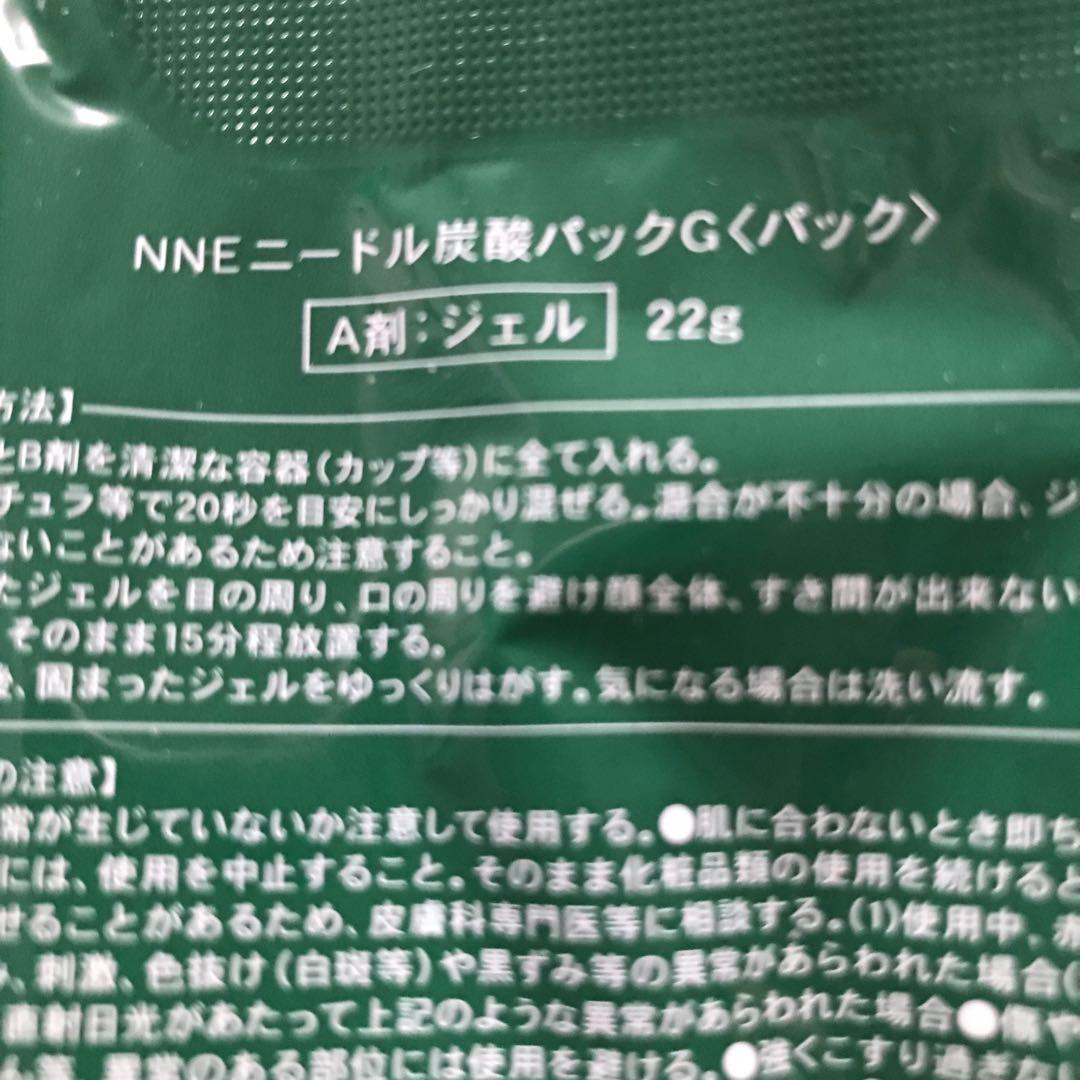 NNEニードル炭酸パックG〈パック〉
A剤：ジェル 22g
方法】
とB剤を清潔な容器(カップ等)に全て入れる。
チュラ等で20秒を目安にしっかり混ぜる。混合が不十分の場合、ジ
ないことがあるため注意すること。
たジェルを目の周り、口の周りを避け顔全体、すき間が出来ない
そのまま15分程放置する。
、固まったジェルをゆっくりはがす。気になる場合は洗い流す。
の注意】
常が生じていないか注意して使用する。●肌に合わないとき即ち
には、使用を中止すること。そのまま化粧品類の使用を続けると
せることがあるため、皮膚科専門医等に相談する。(1)使用中、赤
、刺激、色抜け(白斑等)や黒ずみ等の異常があらわれた場合(
直射日光があたって上記のような異常があらわれた場合●傷や
異常のある部位には使用を避ける。●強くこすり過ぎない